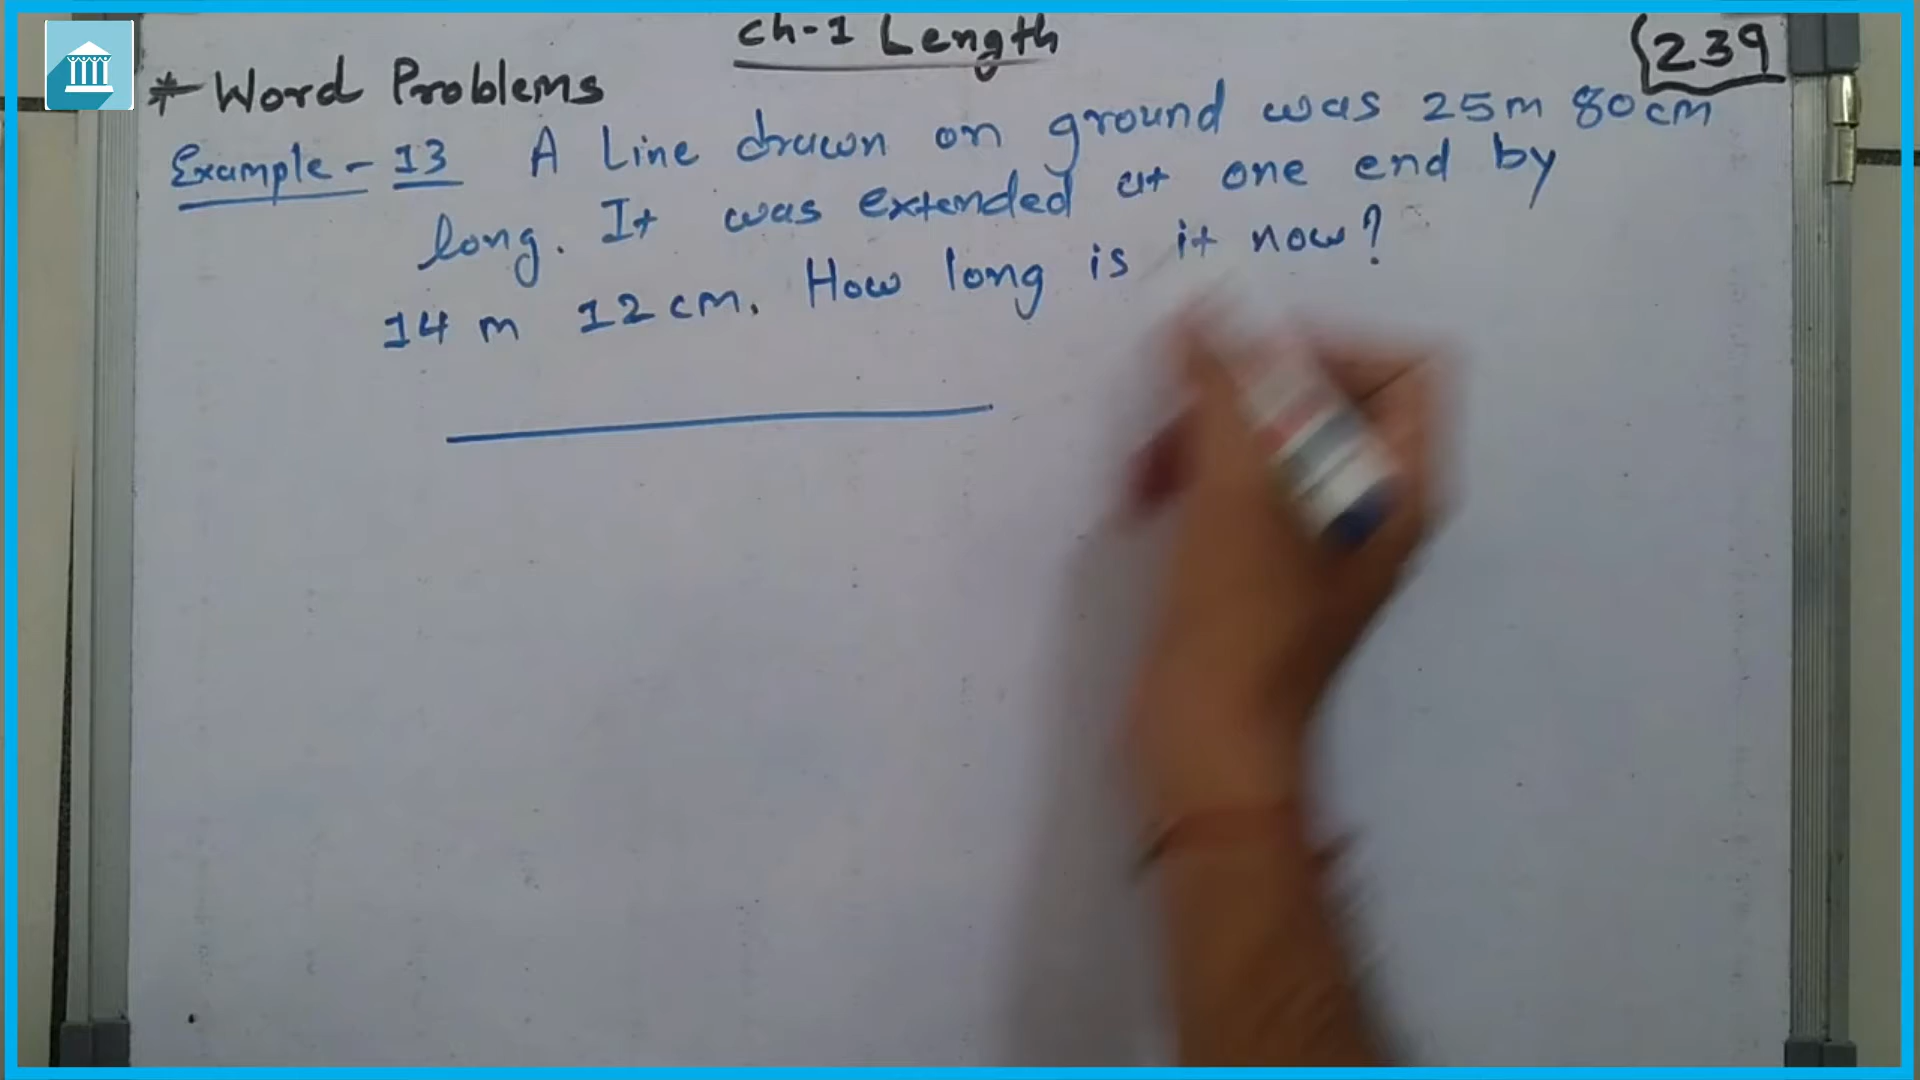 Ch-1 Length
239
* Word Problems
Example - 13 A Line drawn on ground was 25m 80cm
long. It was extended at one end by
14 m 12 cm. How long is it now?